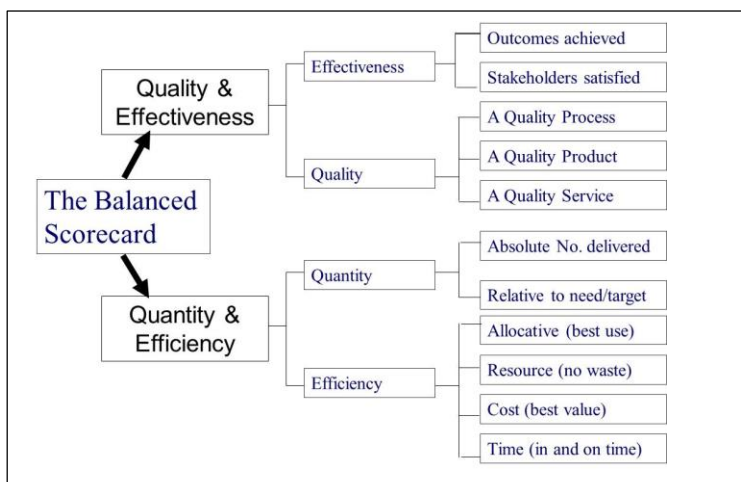 The Balanced
Scorecard
Quality &
Effectiveness
Effectiveness
Outcomes achieved
Stakeholders satisfied
Quality
A Quality Process
A Quality Product
A Quality Service
Quantity &
Efficiency
Quantity
Absolute No. delivered
Relative to need/target
Efficiency
Allocative (best use)
Resource (no waste)
Cost (best value)
Time (in and on time)